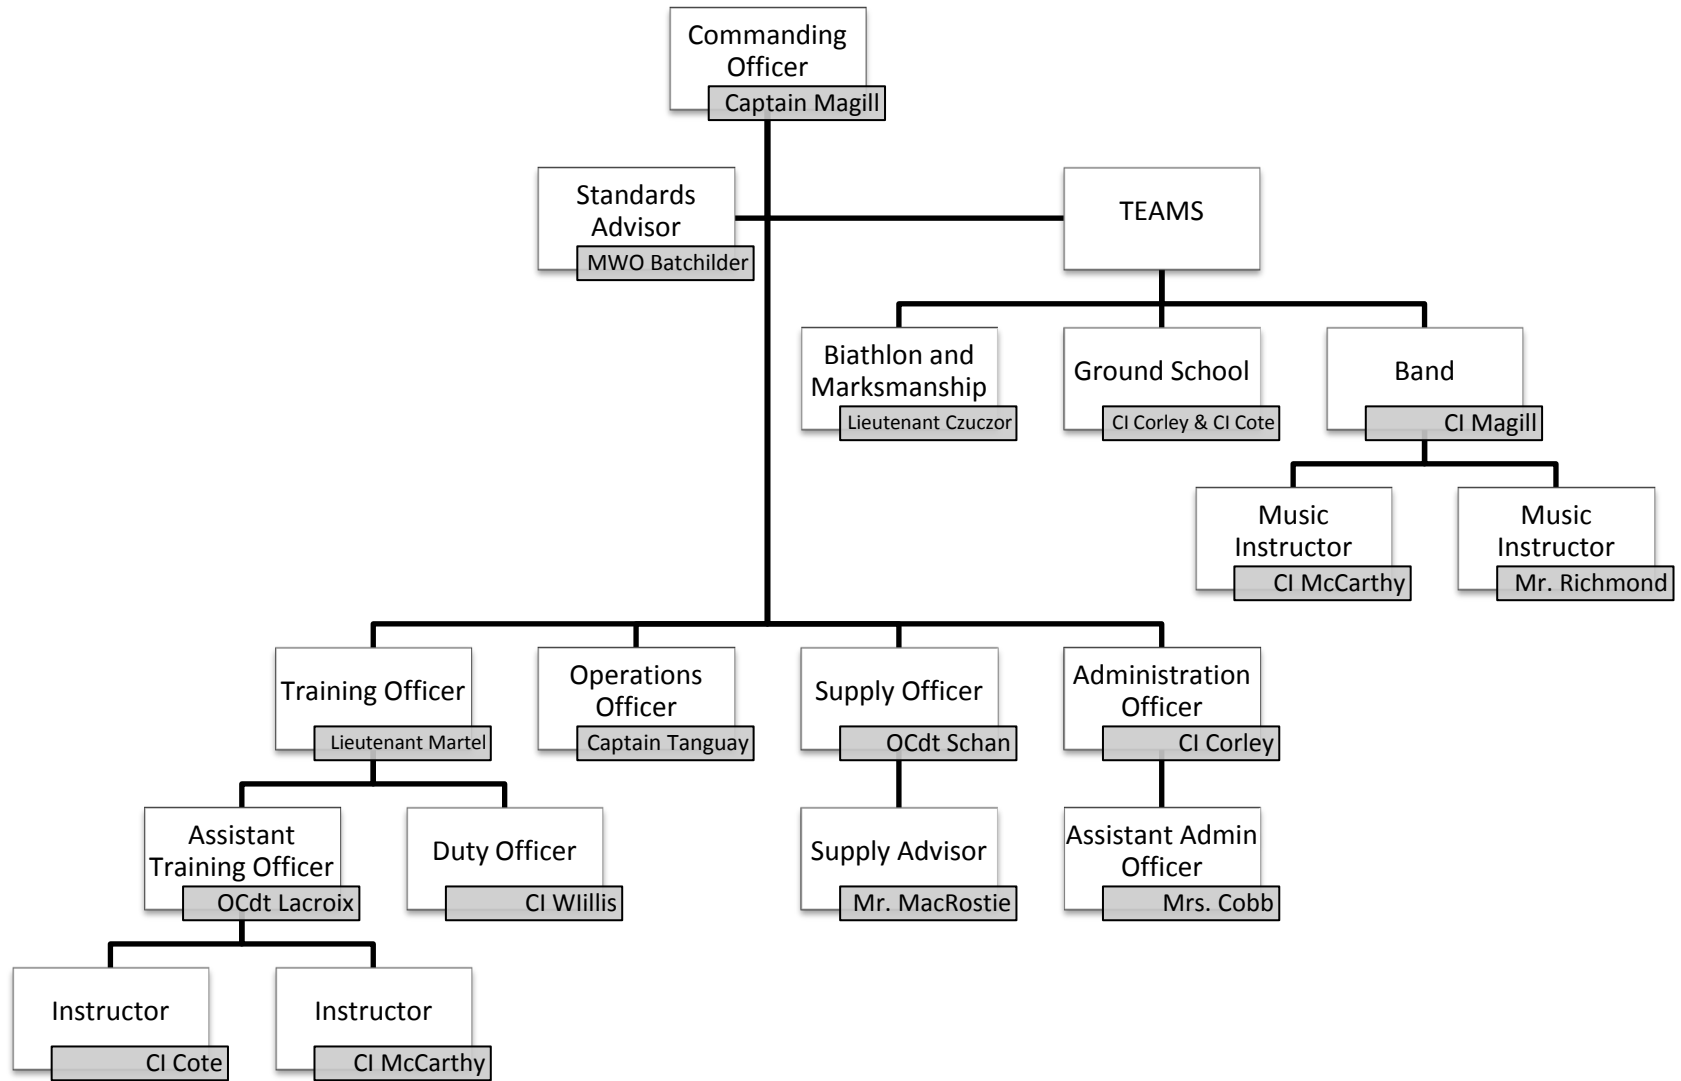 Commanding
Officer
Captain Magill
Standards
Advisor
MWO Batchilder
TEAMS
Biathlon and
Marksmanship
Lieutenant Czuczor
Ground School
CI Corley & CI Cote
Band
CI Magill
Music
Instructor
CI McCarthy
Music
Instructor
Mr. Richmond
Training Officer
Lieutenant Martel
Operations
Officer
Captain Tanguay
Supply Officer
OCdt Schan
Administration
Officer
CI Corley
Assistant
Training Officer
OCdt Lacroix
Duty Officer
CI WIillis
Supply Advisor
Mr. MacRostie
Assistant Admin
Officer
Mrs. Cobb
Instructor
CI Cote
Instructor
CI McCarthy